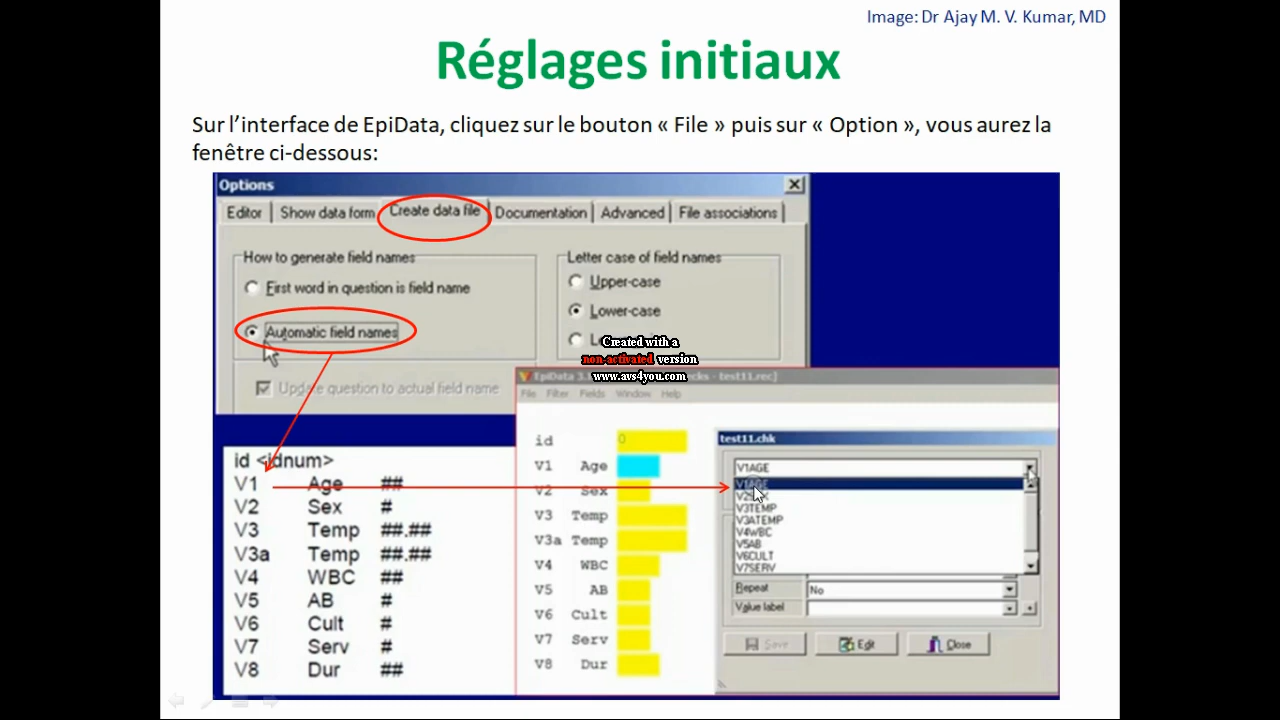 Image: Dr Ajay M. V. Kumar, MD
Réglages initiaux
Sur l’interface de EpiData, cliquez sur le bouton « File » puis sur « Option », vous aurez la
fenêtre ci-dessous:
Options
Editor Show data form Create data file Documentation Advanced File associations
How to generate field names
First word in question is field name
Automatic field names
Update question to actual field name
Letter case of field names
Upper-case
Lower-case
Created with a
non-activated version
www.avs4you.com
id <idnum>
V1 Age ##
V2 Sex #
V3 Temp ##.##
V3a Temp ##.##
V4 WBC ##
V5 AB #
V6 Cult #
V7 Serv #
V8 Dur ##
EpiData 3. - test11.rec]
File Filter Fields Window Help
id 0
V1 Age
V2 Sex
V3 Temp
V3a Temp
V4 WBC
V5 AB
V6 Cult
V7 Serv
V8 Dur
test11.chk
V1AGE
V1AGE
V3TEMP
V3ATEMP
V4WBC
V5AB
V6CULT
V7SERV
Repeat No
Value label
Save Edit Close